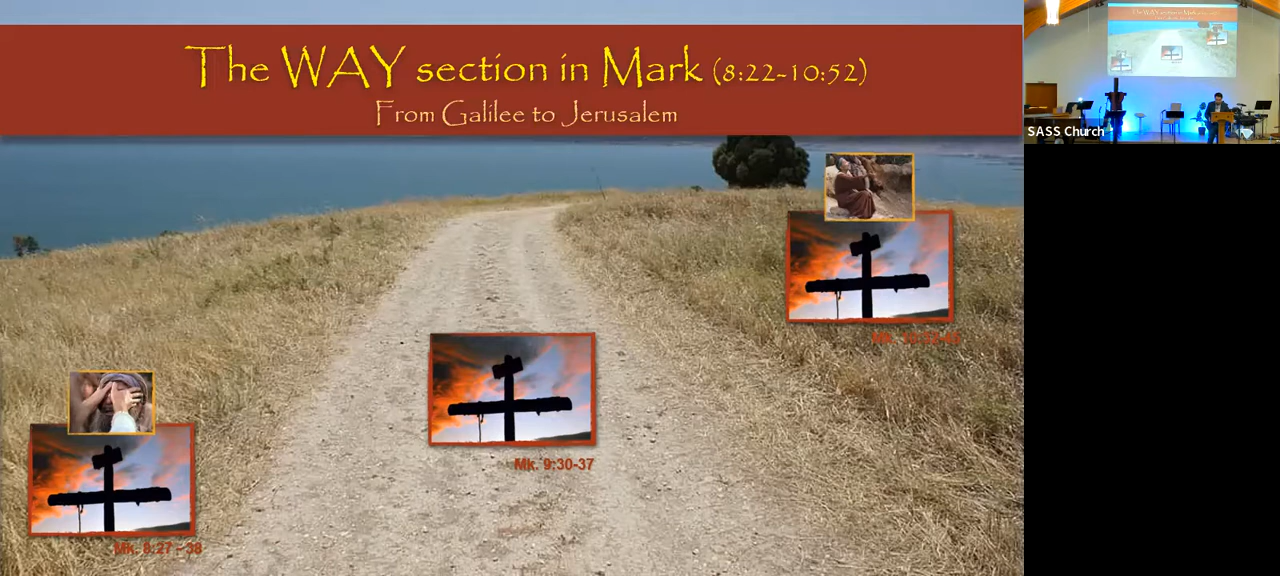 The WAY section in Mark (8:22-10:52)
From Galilee to Jerusalem
SASS Church
Mk. 9:30-37
Mk. 8:27 - 38